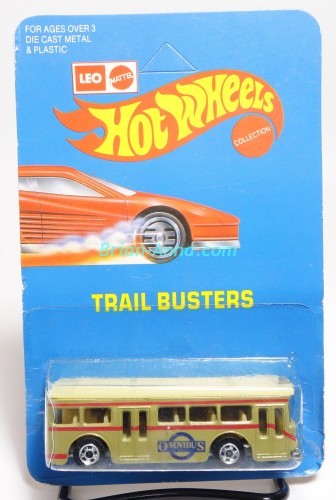 FOR AGES OVER 3
DIE CAST METAL
& PLASTIC
LEO
MATTEL
Hot Wheels
COLLECTION
TRAIL BUSTERS
OMNIBUS